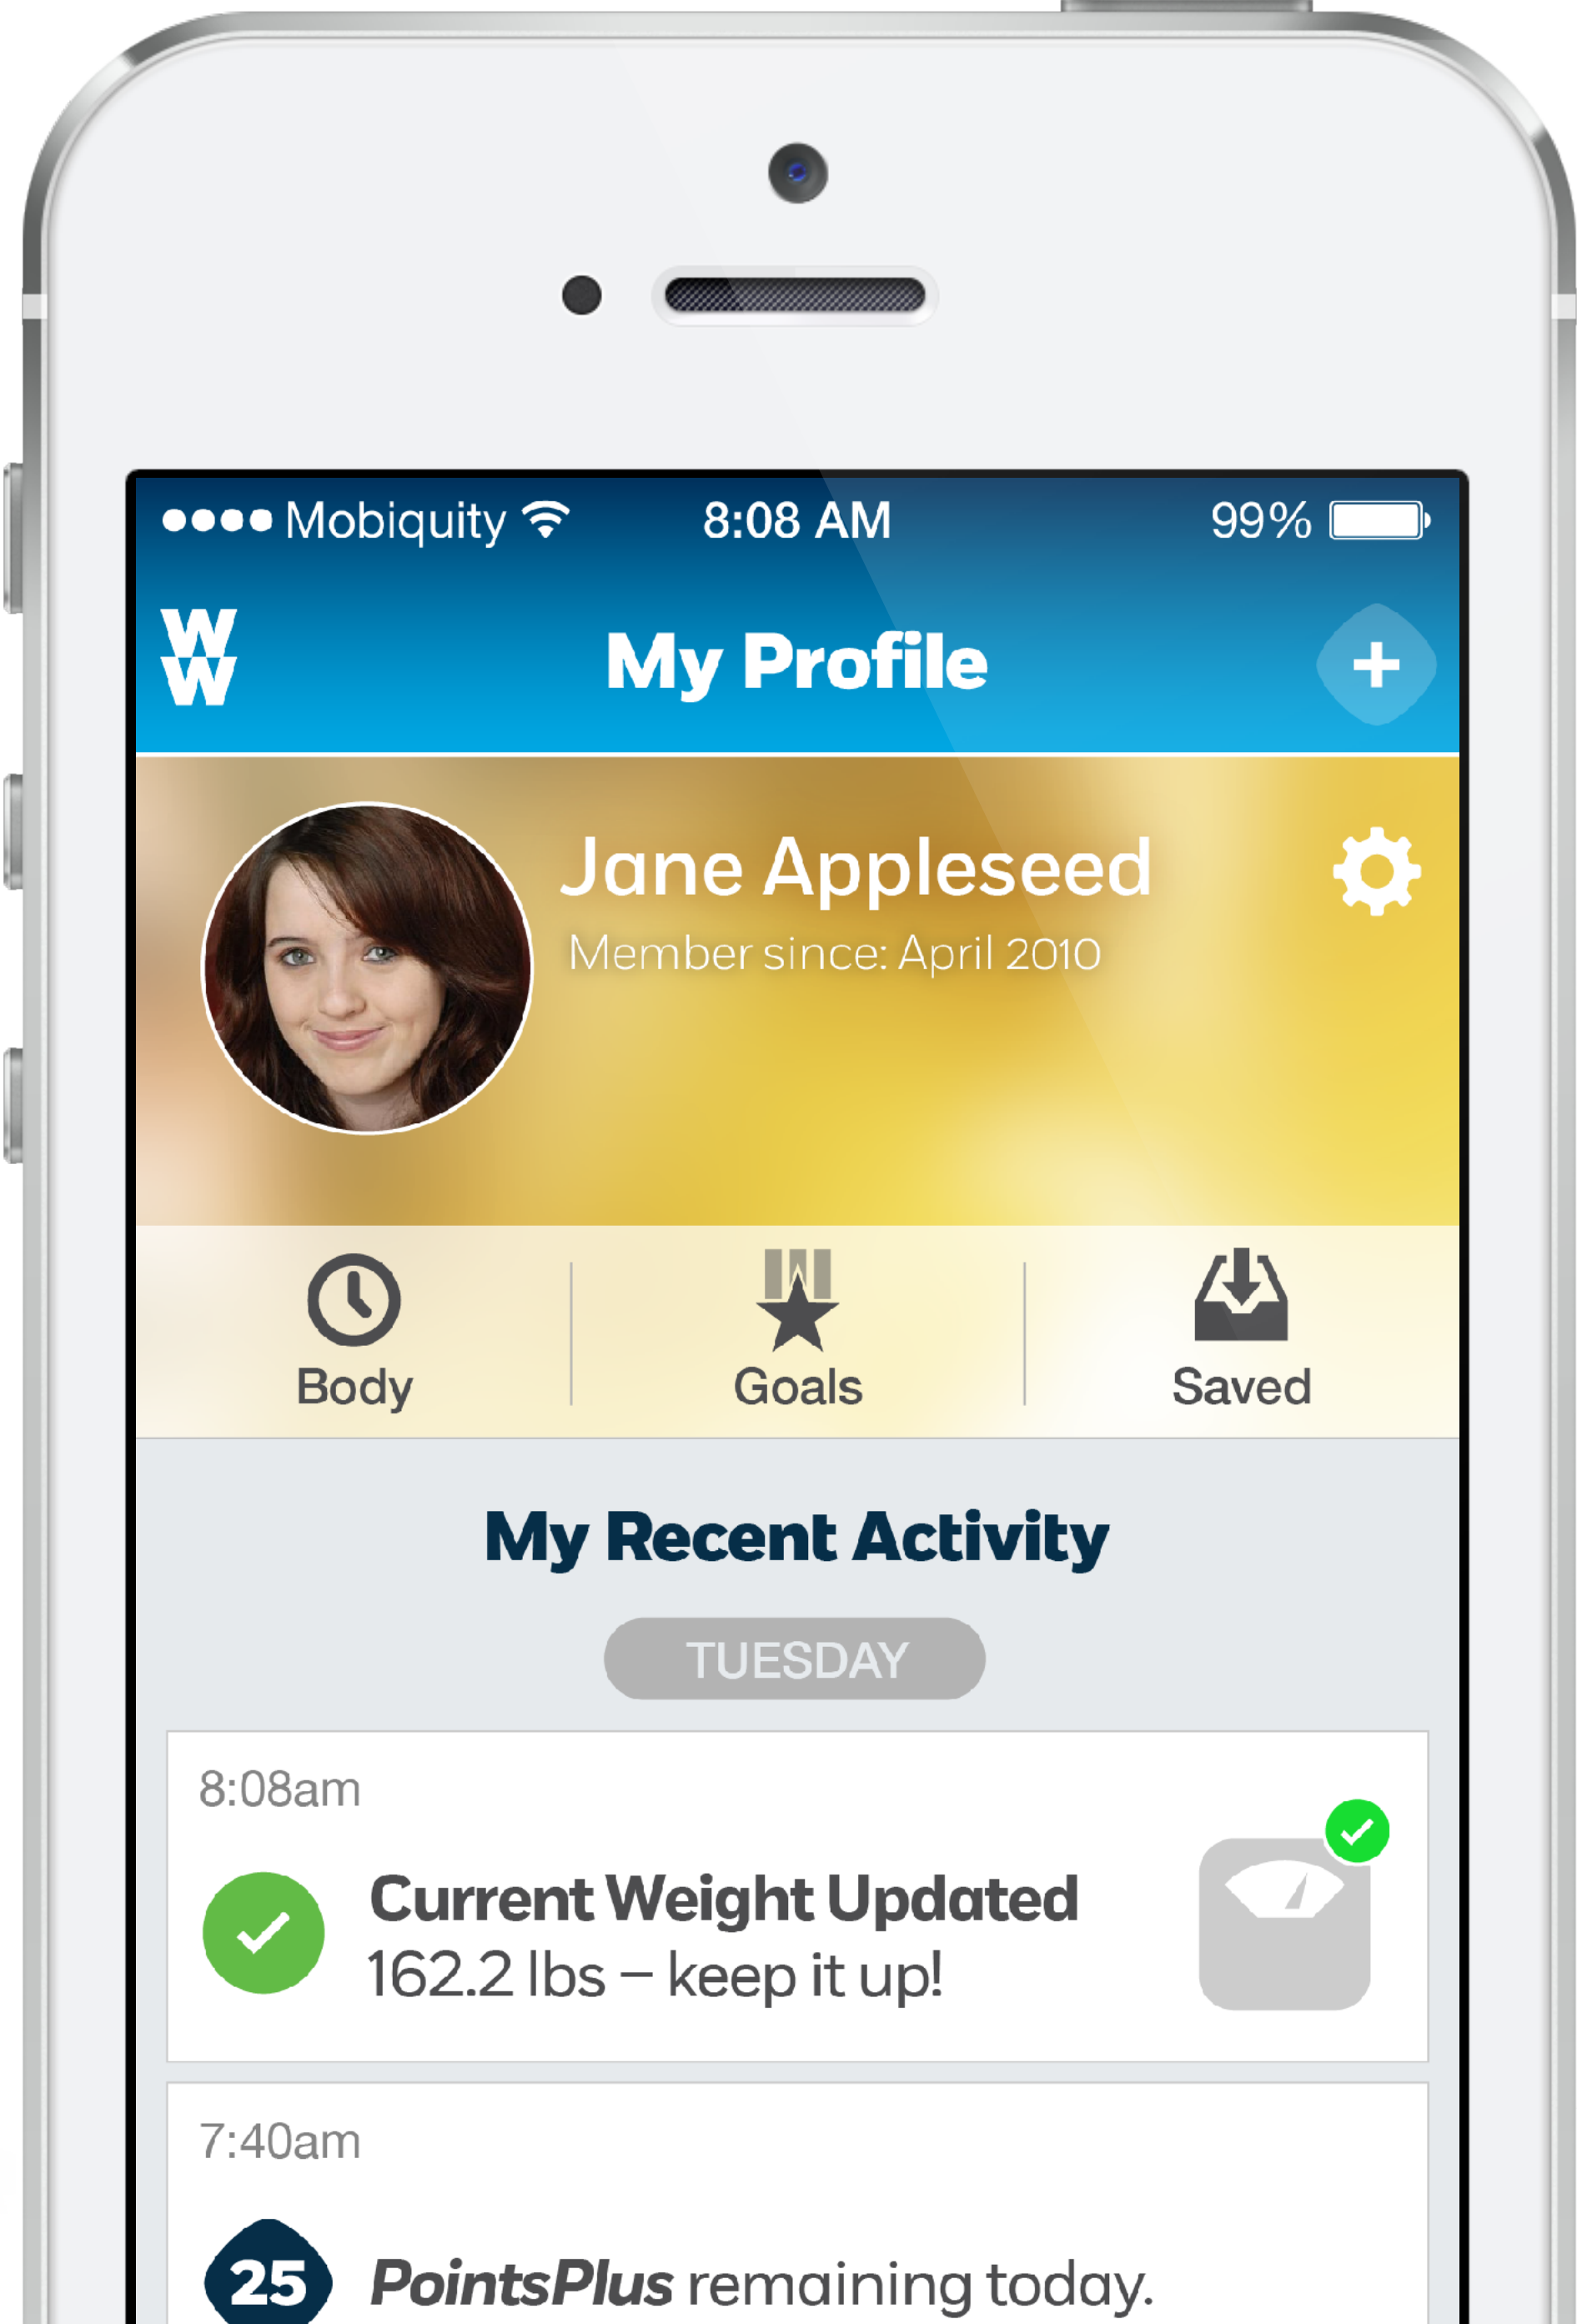 Mobiquity 8:08 AM 99%
W
W
My Profile
Jane Appleseed
Member since: April 2010
Body Goals Saved
My Recent Activity
TUESDAY
8:08am
Current Weight Updated
162.2 lbs – keep it up!
7:40am
25 PointsPlus remaining today.